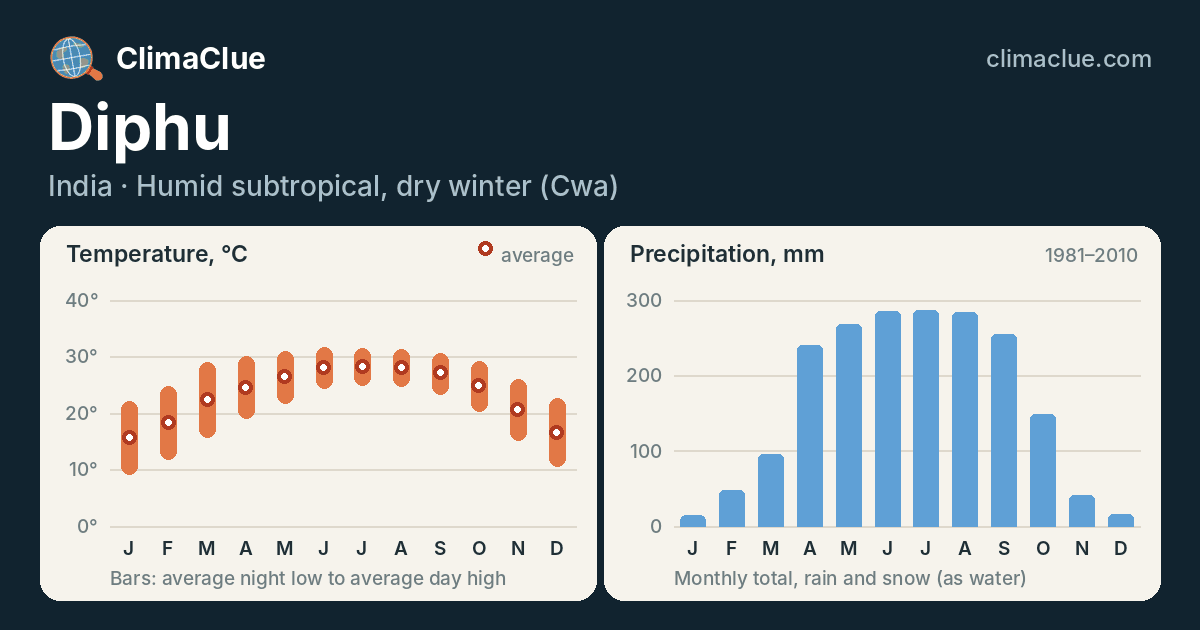 ClimaClue
climaclue.com
Diphu
India · Humid subtropical, dry winter (Cwa)
Temperature, °C
average
40°
30°
20°
10°
0°
J F M A M J J A S O N D
Bars: average night low to average day high
Precipitation, mm
1981–2010
300
200
100
0
J F M A M J J A S O N D
Monthly total, rain and snow (as water)